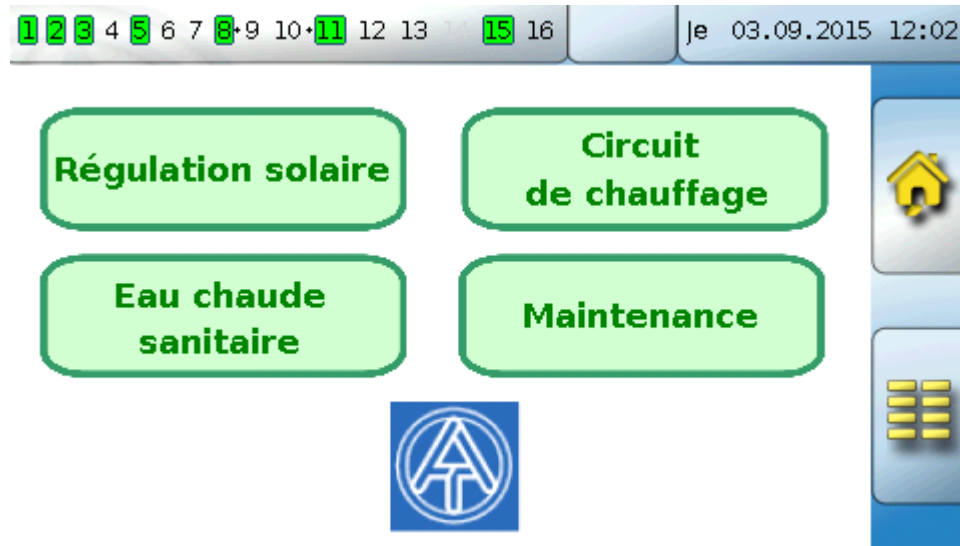 1 2 3 4 5 6 7 8·9 10·11 12 13 14 15 16 Je 03.09.2015 12:02
Régulation solaire
Circuit
de chauffage
Eau chaude
sanitaire
Maintenance